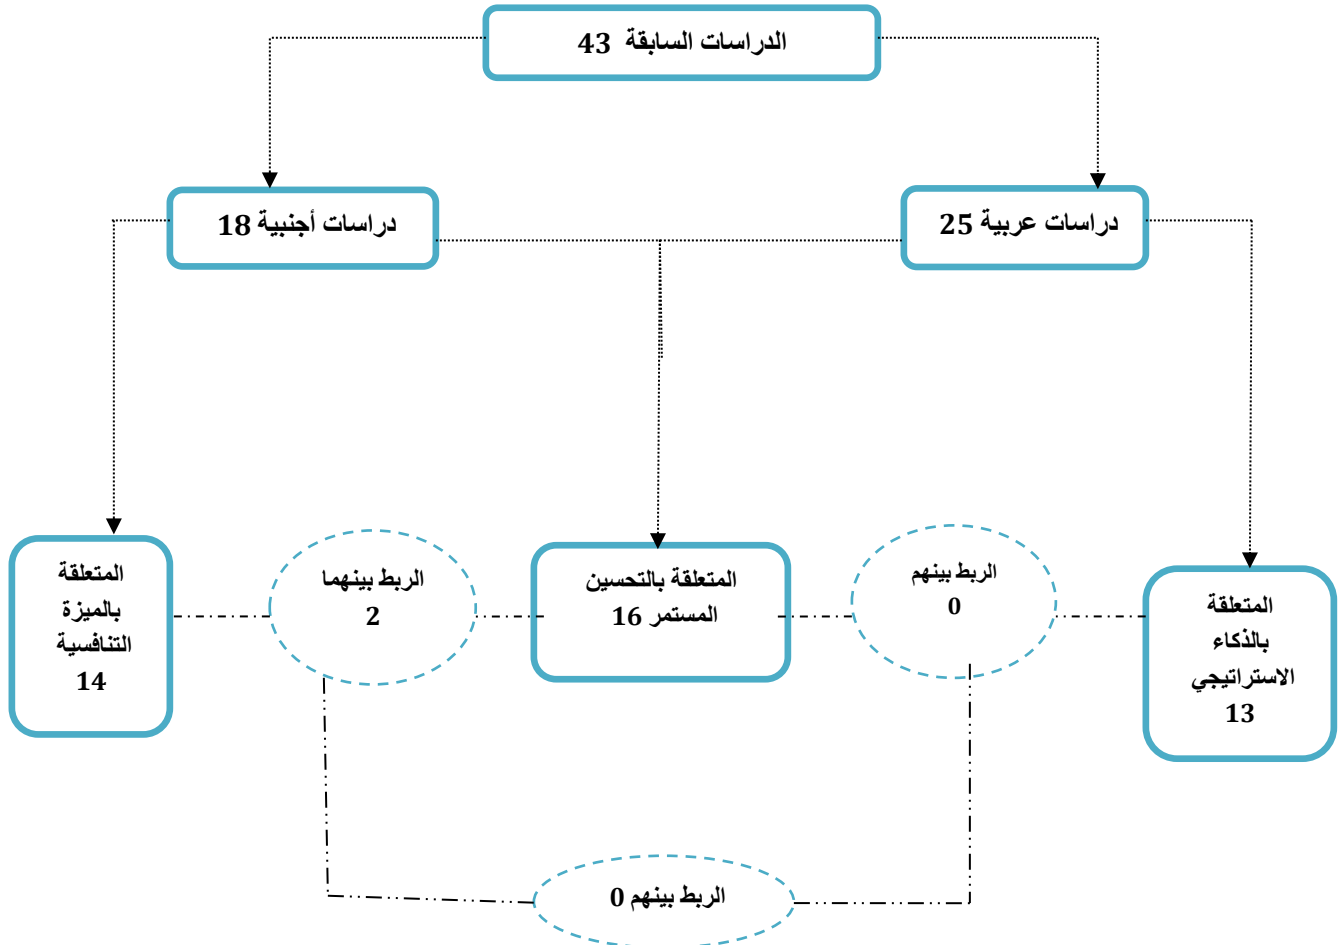 الدراسات السابقة 43
دراسات عربية 25
دراسات أجنبية 18
المتعلقة
بالذكاء
الاستراتيجي
13
الربط بينهم
0
المتعلقة بالتحسين
المستمر 16
الربط بينهما
2
المتعلقة
بالميزة
التنافسية
14
الربط بينهم 0